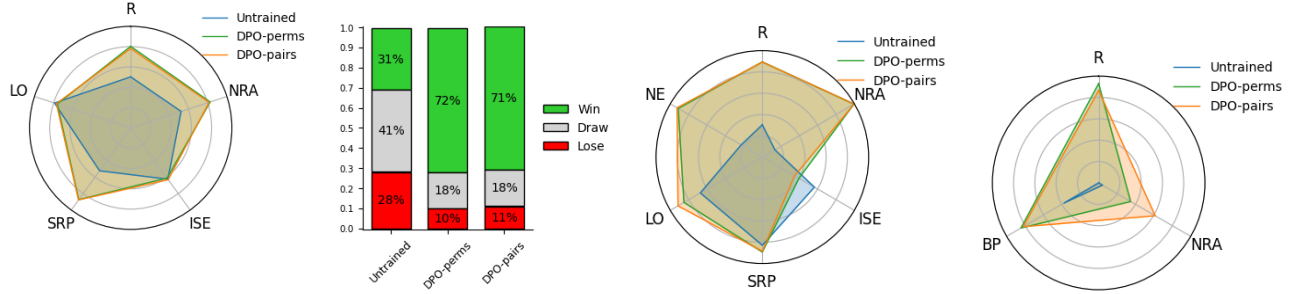 R
Untrained
DPO-perms
DPO-pairs
LO
NRA
SRP
ISE
1.0
0.9
0.8
0.7
0.6
0.5
0.4
0.3
0.2
0.1
0.0
31%
41%
28%
72%
18%
10%
71%
18%
11%
Untrained
DPO-perms
DPO-pairs
Win
Draw
Lose
R
Untrained
DPO-perms
DPO-pairs
NE
NRA
LO
ISE
SRP
R
Untrained
DPO-perms
DPO-pairs
BP
NRA